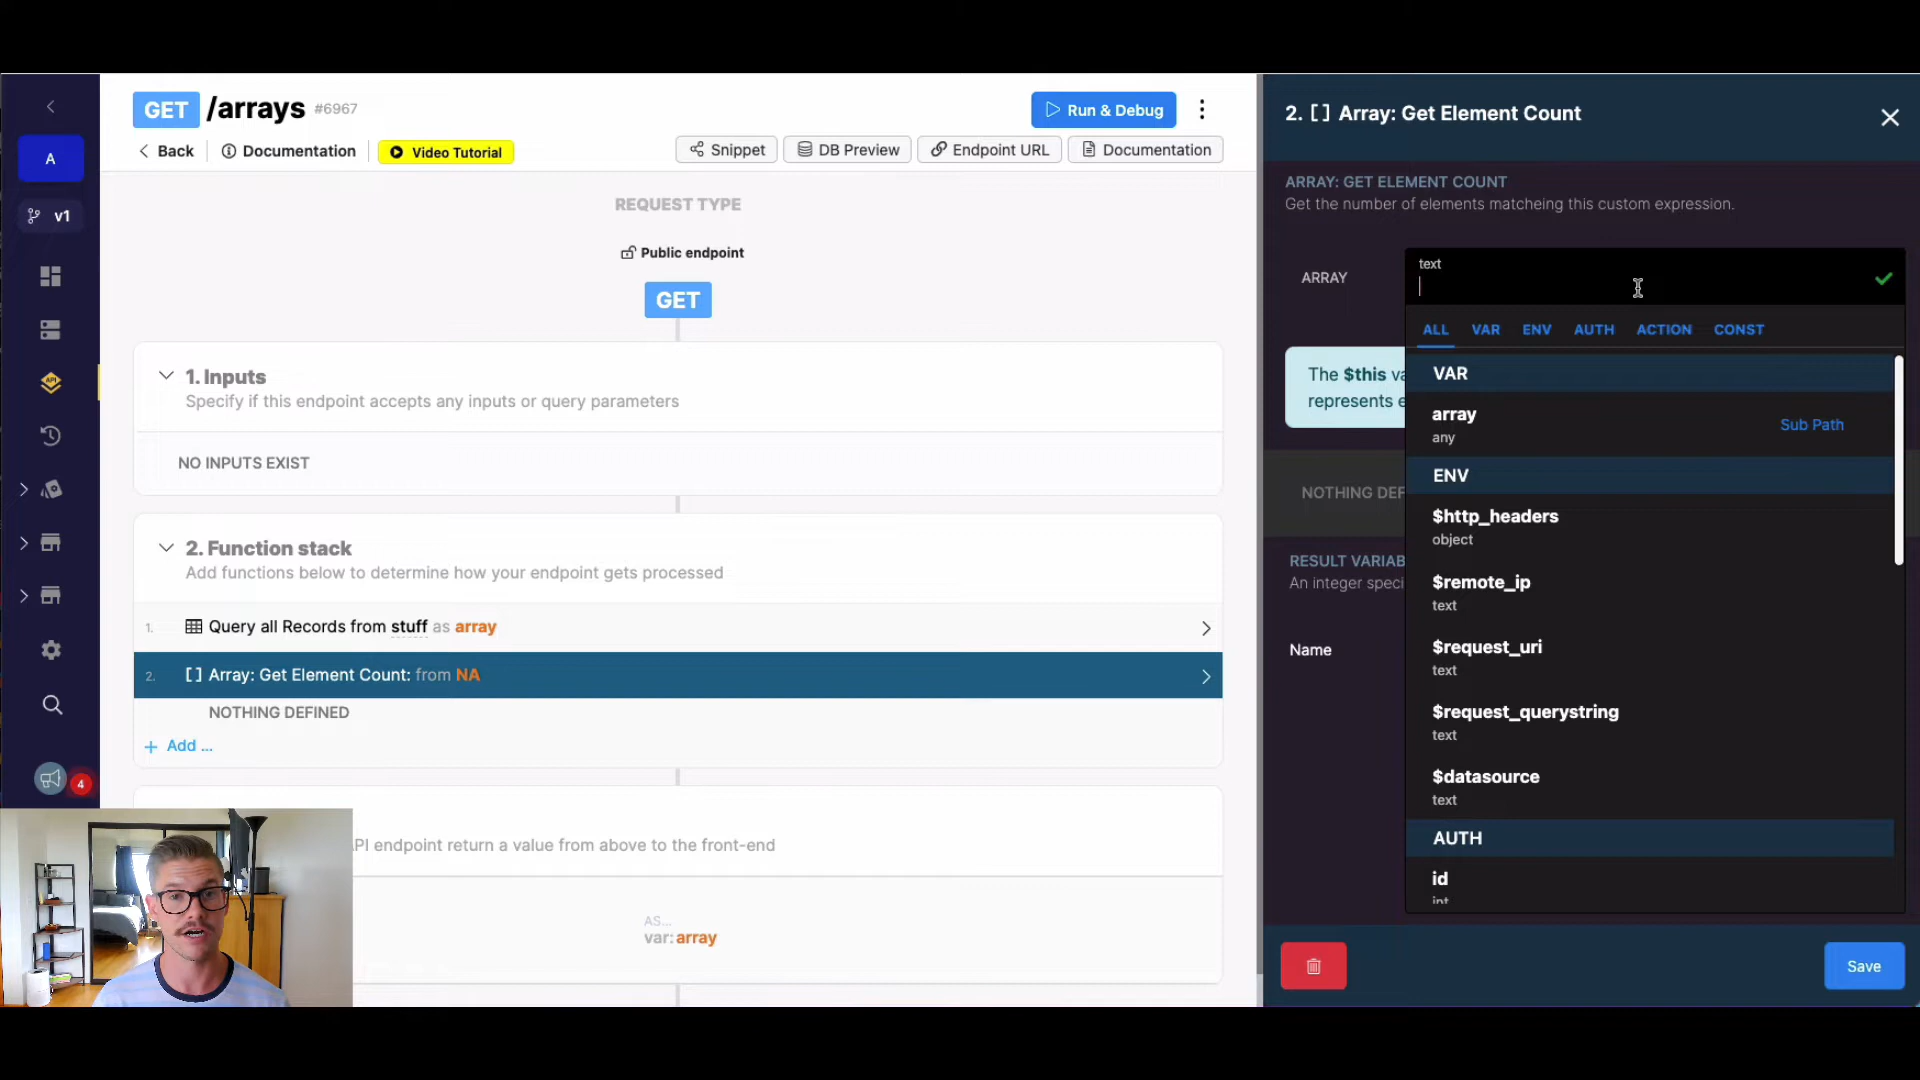 GET /arrays #6967
Run & Debug
Back
Documentation
Video Tutorial
Snippet
DB Preview
Endpoint URL
Documentation
A
v1
API
4
REQUEST TYPE
Public endpoint
GET
1. Inputs
Specify if this endpoint accepts any inputs or query parameters
NO INPUTS EXIST
2. Function stack
Add functions below to determine how your endpoint gets processed
1. Query all Records from stuff as array
2. [] Array: Get Element Count: from NA
NOTHING DEFINED
+ Add ...
PI endpoint return a value from above to the front-end
AS...
var: array
2. [] Array: Get Element Count
ARRAY: GET ELEMENT COUNT
Get the number of elements matcheing this custom expression.
ARRAY
text
ALL VAR ENV AUTH ACTION CONST
The $this va
represents e
NOTHING DEF
RESULT VARIAB
An integer speci
Name
VAR
array
any
Sub Path
ENV
$http_headers
object
$remote_ip
text
$request_uri
text
$request_querystring
text
$datasource
text
AUTH
id
int
Save